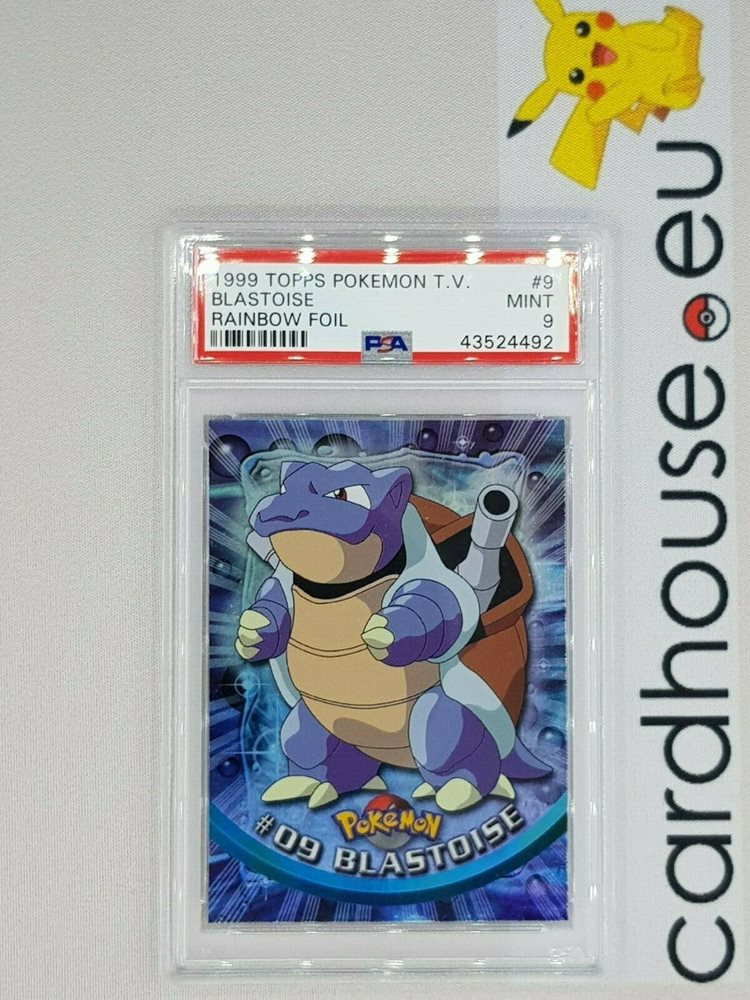 1999 TOPPS POKEMON T.V. #9
BLASTOISE MINT
RAINBOW FOIL 9
PSA 43524492
POKéMON
#09 BLASTOISE
cardhouse.eu